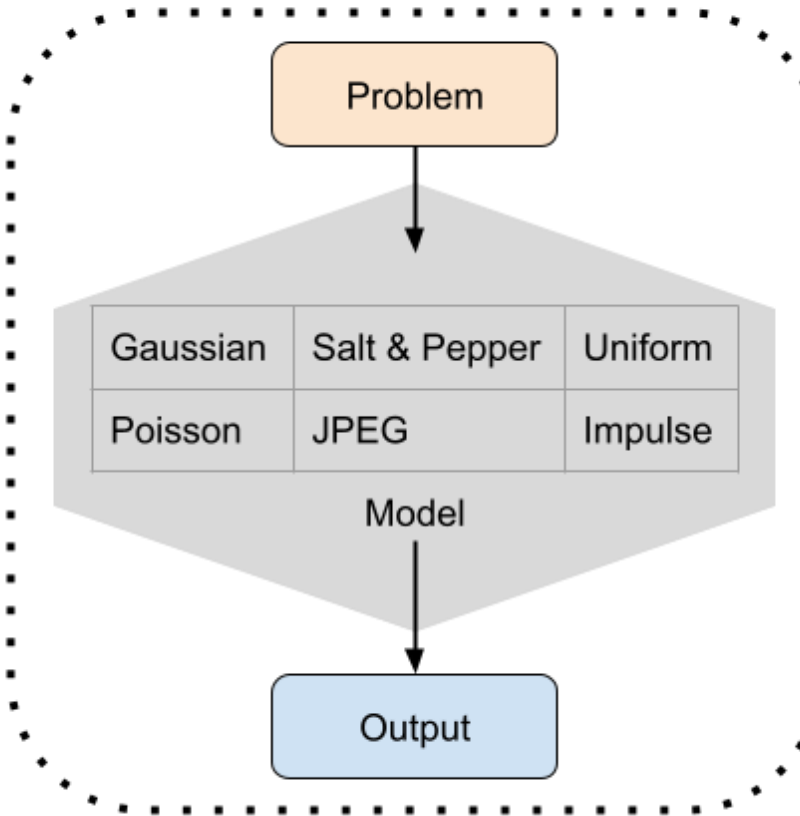 Problem
Gaussian Salt & Pepper Uniform
Poisson JPEG Impulse
Model
Output